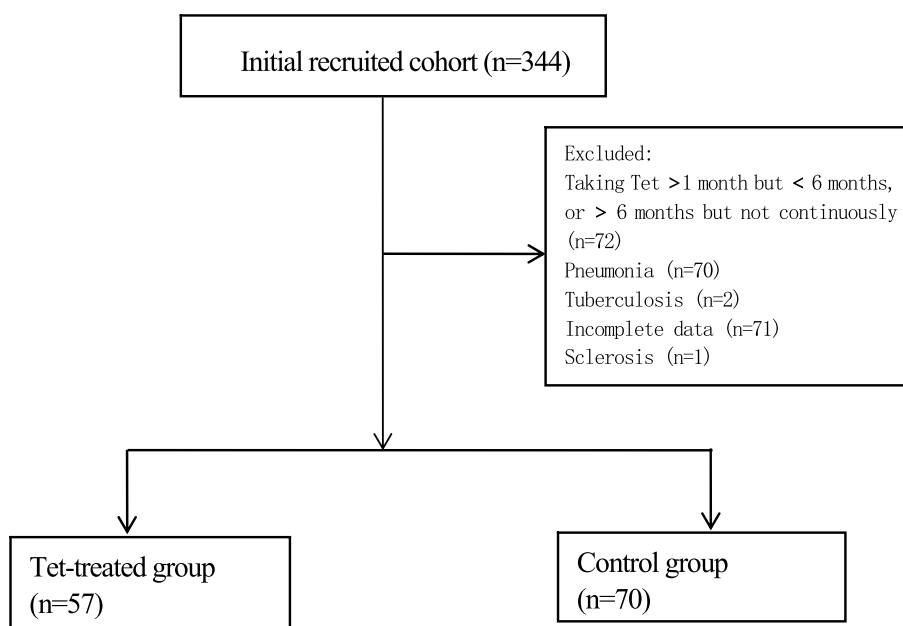 Initial recruited cohort (n=344)
Excluded:
Taking Tet >1 month but < 6 months,
or > 6 months but not continuously
(n=72)
Pneumonia (n=70)
Tuberculosis (n=2)
Incomplete data (n=71)
Sclerosis (n=1)
Tet-treated group
(n=57)
Control group
(n=70)